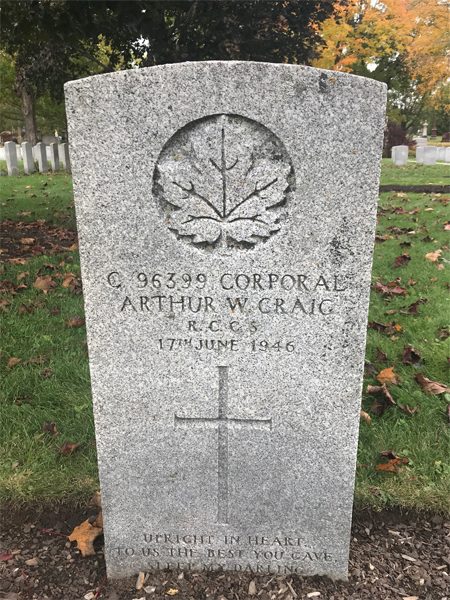 C 96399 CORPORAL
ARTHUR W. CRAIG
R.C.C.S.
17TH JUNE 1946
UPRIGHT IN HEART
TO US THE BEST YOU GAVE
SLEEP MY DARLING